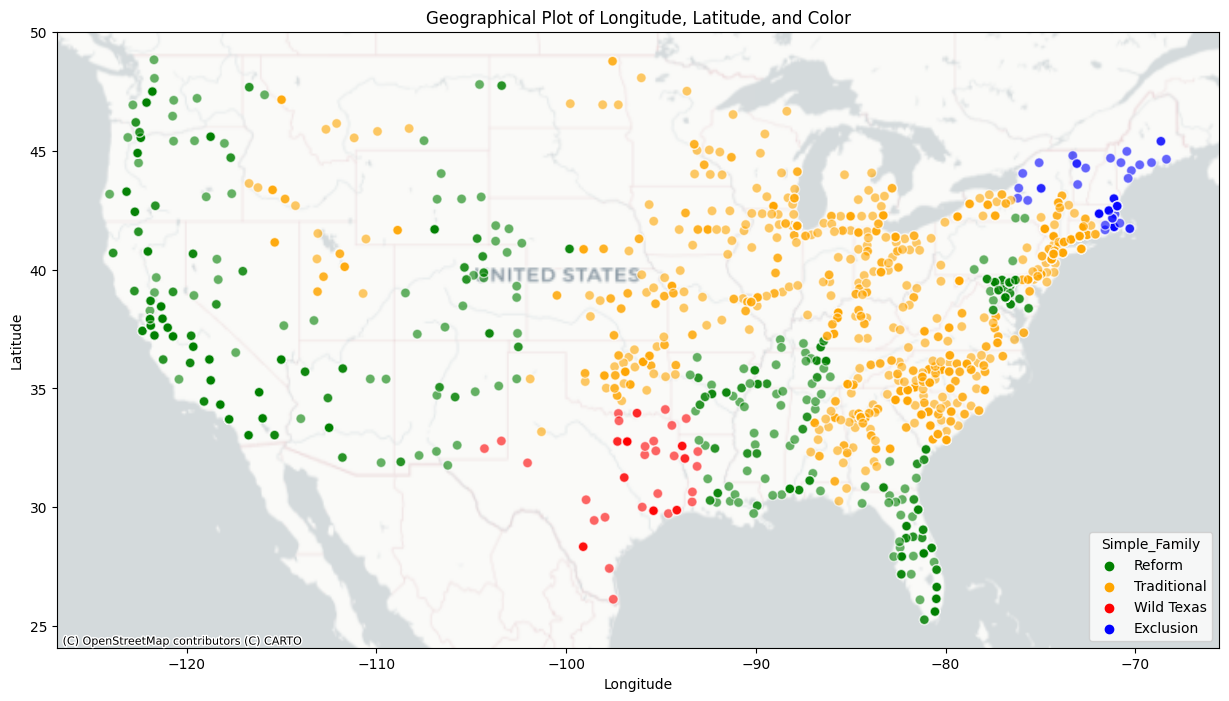 Geographical Plot of Longitude, Latitude, and Color
50
45
40
35
30
25
Latitude
UNITED STATES
Simple_Family
Reform
Traditional
Wild Texas
Exclusion
(C) OpenStreetMap contributors (C) CARTO
−120
−110
−100
−90
−80
−70
Longitude